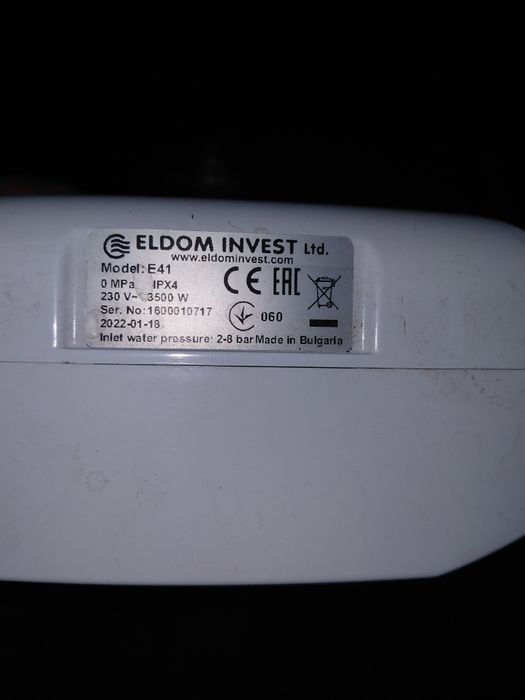 ELDOM INVEST Ltd.
www.eldominvest.com
Model: E41
0 MPa IPX4
230 V~ 3500 W
Ser. No:1600010717
2022-01-18
Inlet water pressure: 2-8 bar Made in Bulgaria
CE EAC
060